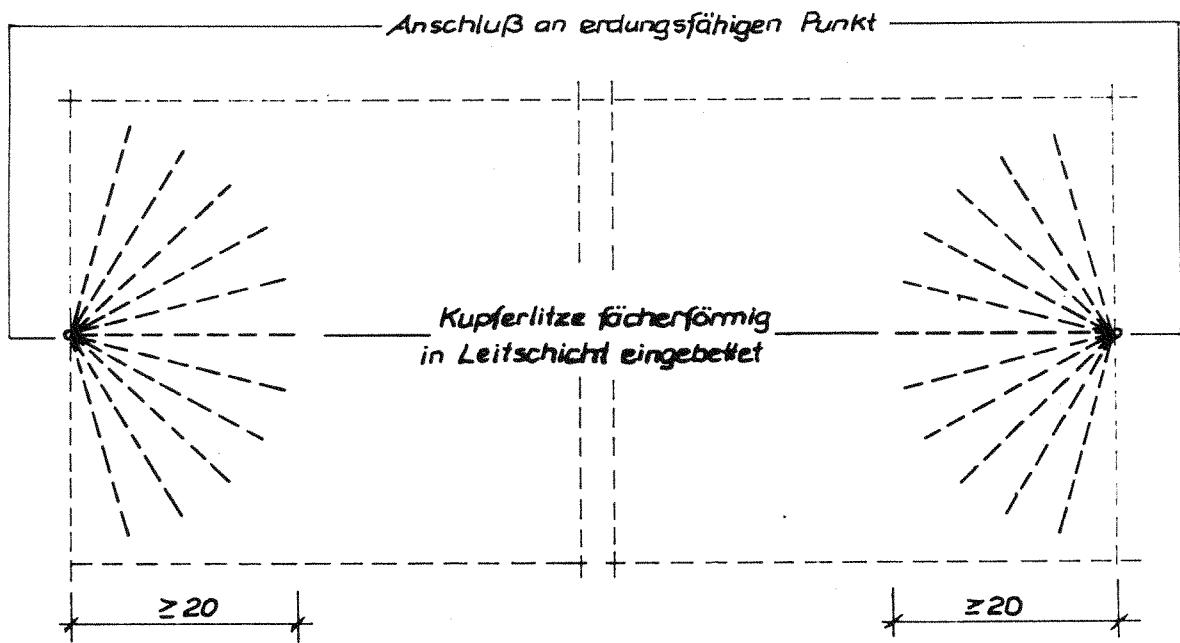 Anschluß an erdungsfähigen Punkt
Kupferlitze fächerförmig
in Leitschicht eingebettet
≥20
≥20